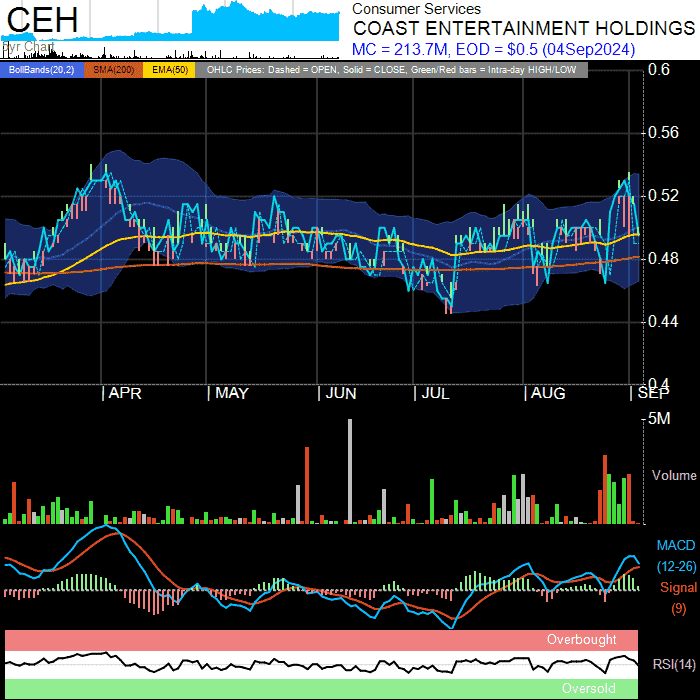 CEH
5yr Chart
Consumer Services
COAST ENTERTAINMENT HOLDINGS
MC = 213.7M, EOD = $0.5 (04Sep2024)
BollBands(20,2) SMA(200) EMA(50) OHLC Prices: Dashed = OPEN, Solid = CLOSE, Green/Red bars = Intra-day HIGH/LOW
0.6
0.56
0.52
0.48
0.44
0.4
APR MAY JUN JUL AUG SEP
5M
Volume
MACD
(12-26)
Signal
(9)
Overbought
RSI(14)
Oversold